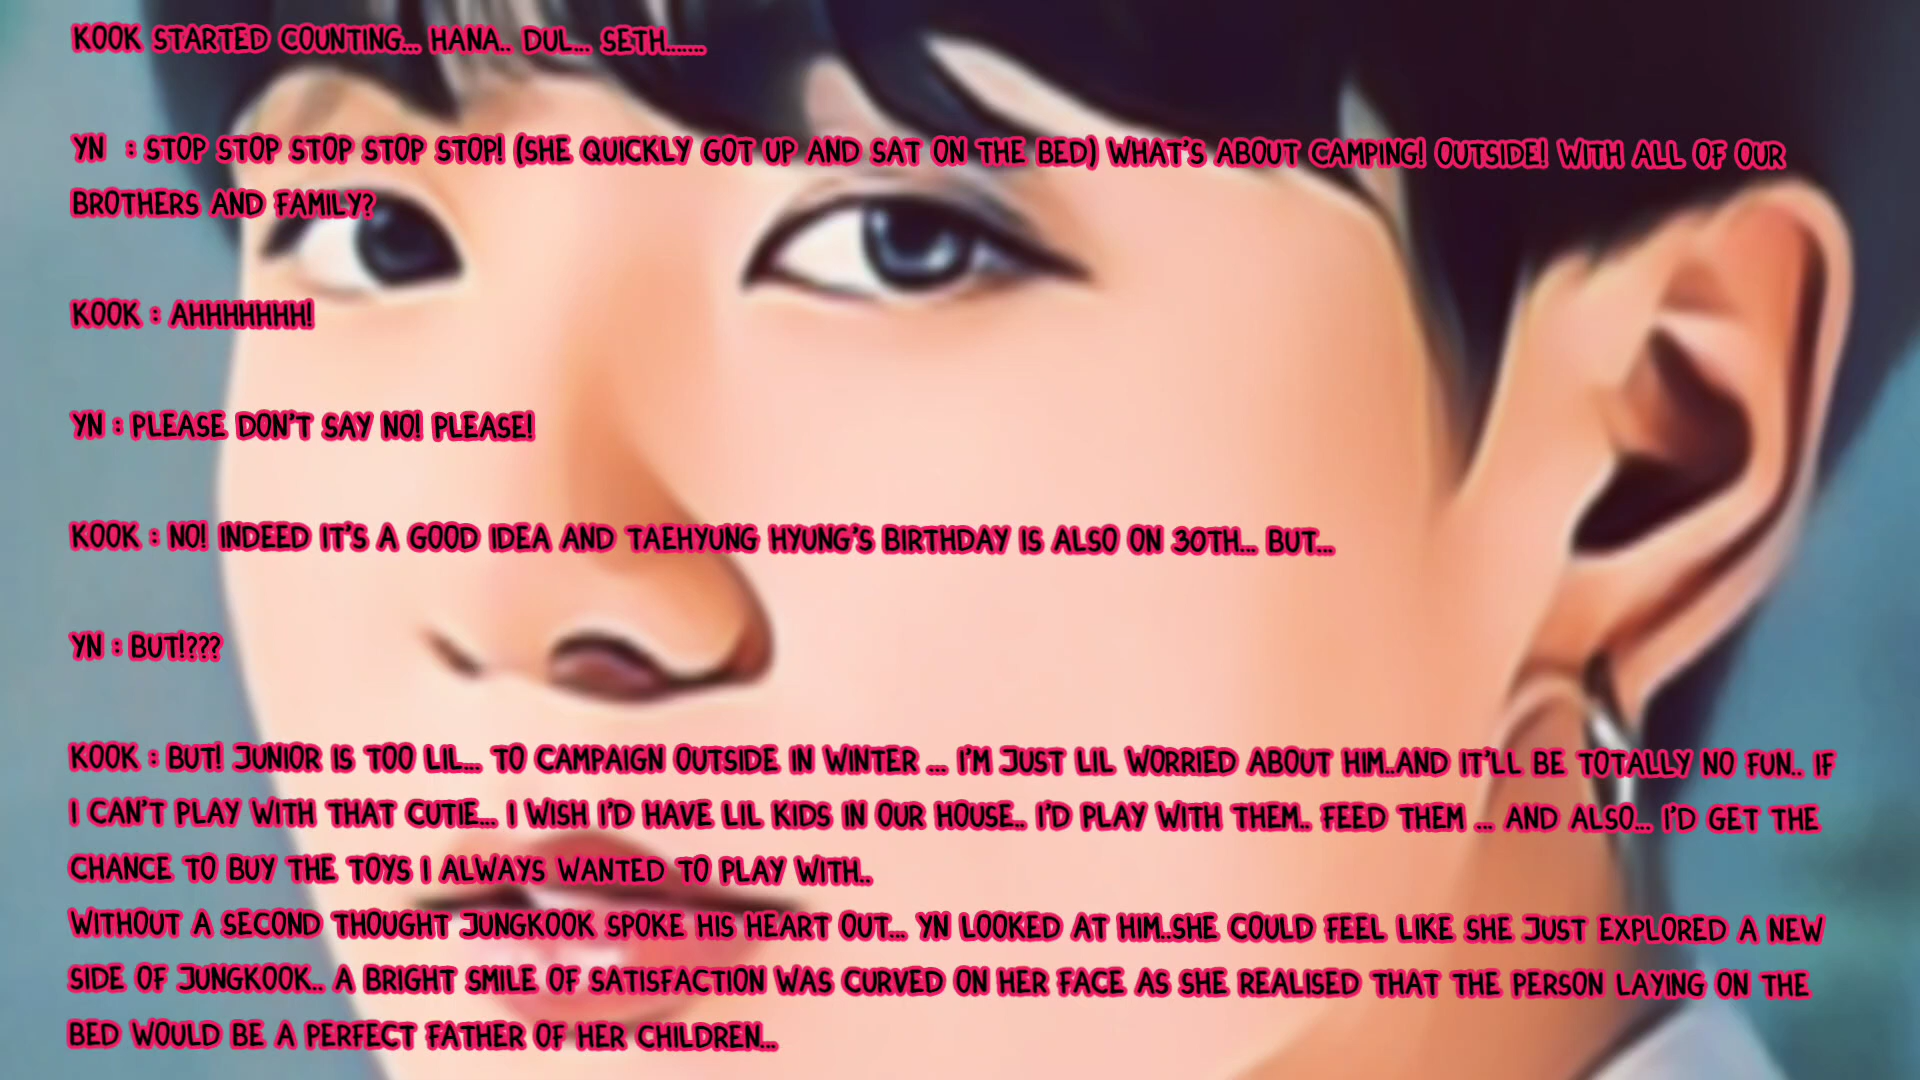 KOOK STARTED COUNTING... HANA.. DUL... SETH.......
YN : STOP STOP STOP STOP STOP! (SHE QUICKLY GOT UP AND SAT ON THE BED) WHAT'S ABOUT CAMPING! OUTSIDE! WITH ALL OF OUR
BROTHERS AND FAMILY?
KOOK : AHHHHHHH!
YN : PLEASE DON'T SAY NO! PLEASE!
KOOK : NO! INDEED IT'S A GOOD IDEA AND TAEHYUNG HYUNG'S BIRTHDAY IS ALSO ON 30TH... BUT...
YN : BUT!???
KOOK : BUT! JUNIOR IS TOO LIL... TO CAMPAIGN OUTSIDE IN WINTER ... I'M JUST LIL WORRIED ABOUT HIM..AND IT'LL BE TOTALLY NO FUN.. IF
I CAN'T PLAY WITH THAT CUTIE... I WISH I'D HAVE LIL KIDS IN OUR HOUSE.. I'D PLAY WITH THEM.. FEED THEM ... AND ALSO... I'D GET THE
CHANCE TO BUY THE TOYS I ALWAYS WANTED TO PLAY WITH..
WITHOUT A SECOND THOUGHT JUNGKOOK SPOKE HIS HEART OUT... YN LOOKED AT HIM..SHE COULD FEEL LIKE SHE JUST EXPLORED A NEW
SIDE OF JUNGKOOK.. A BRIGHT SMILE OF SATISFACTION WAS CURVED ON HER FACE AS SHE REALISED THAT THE PERSON LAYING ON THE
BED WOULD BE A PERFECT FATHER OF HER CHILDREN...